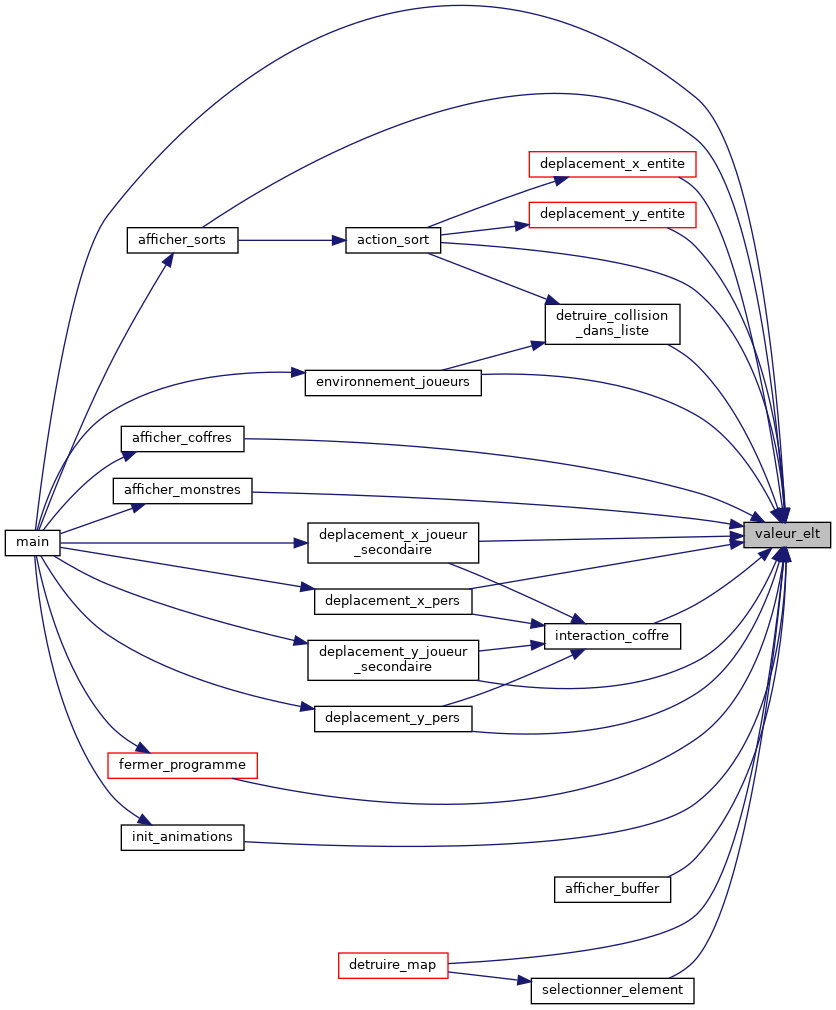 deplacement_x_entite
deplacement_y_entite
afficher_sorts
action_sort
detruire_collision
_dans_liste
environnement_joueurs
afficher_coffres
afficher_monstres
main
deplacement_x_joueur
_secondaire
valeur_elt
deplacement_x_pers
interaction_coffre
deplacement_y_joueur
_secondaire
deplacement_y_pers
fermer_programme
init_animations
afficher_buffer
detruire_map
selectionner_element